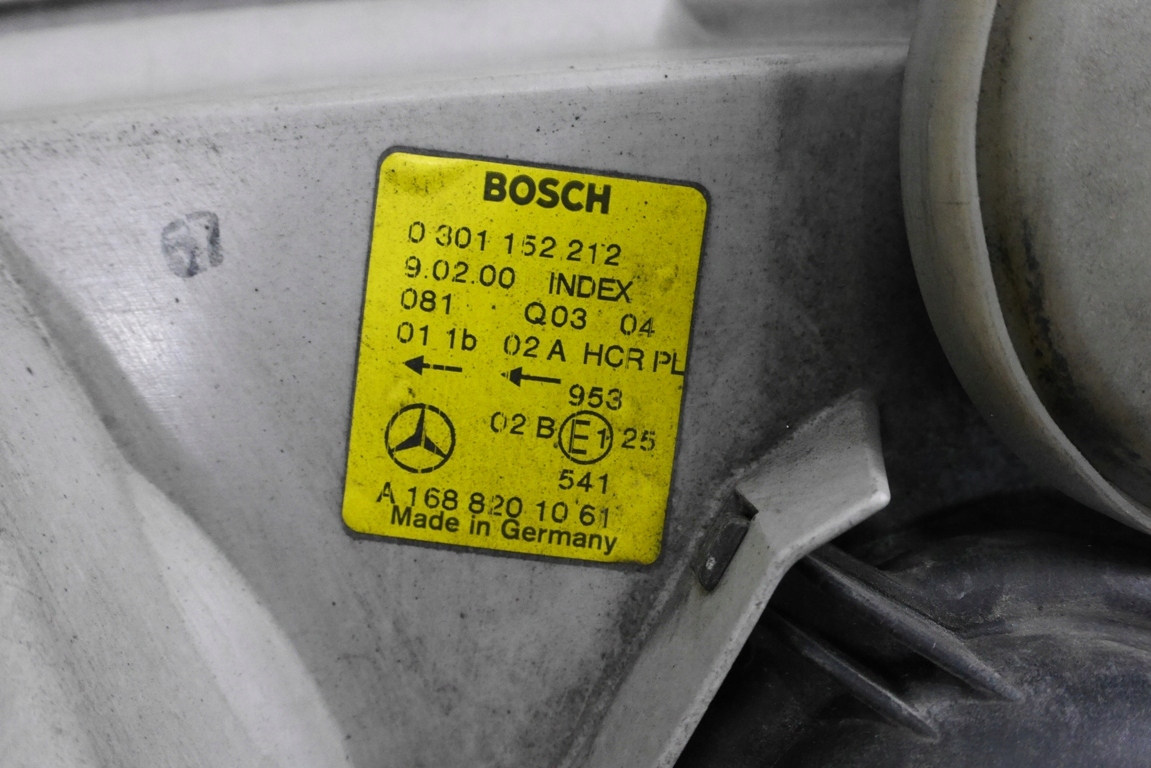 BOSCH
0 301 152 212
9.02.00 INDEX
081 Q03 04
01 1b 02 A HCR PL
953
02 B E1 25
541
A 168 820 10 61
Made in Germany
67